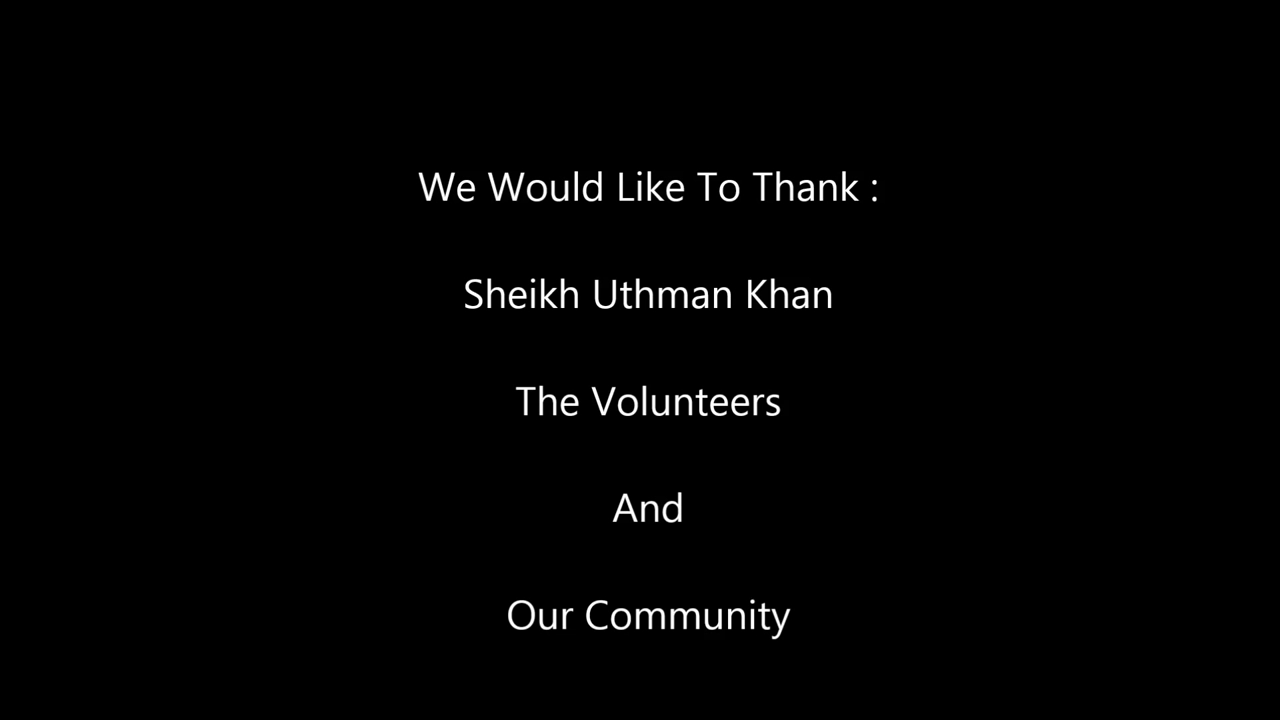 We Would Like To Thank :
Sheikh Uthman Khan
The Volunteers
And
Our Community